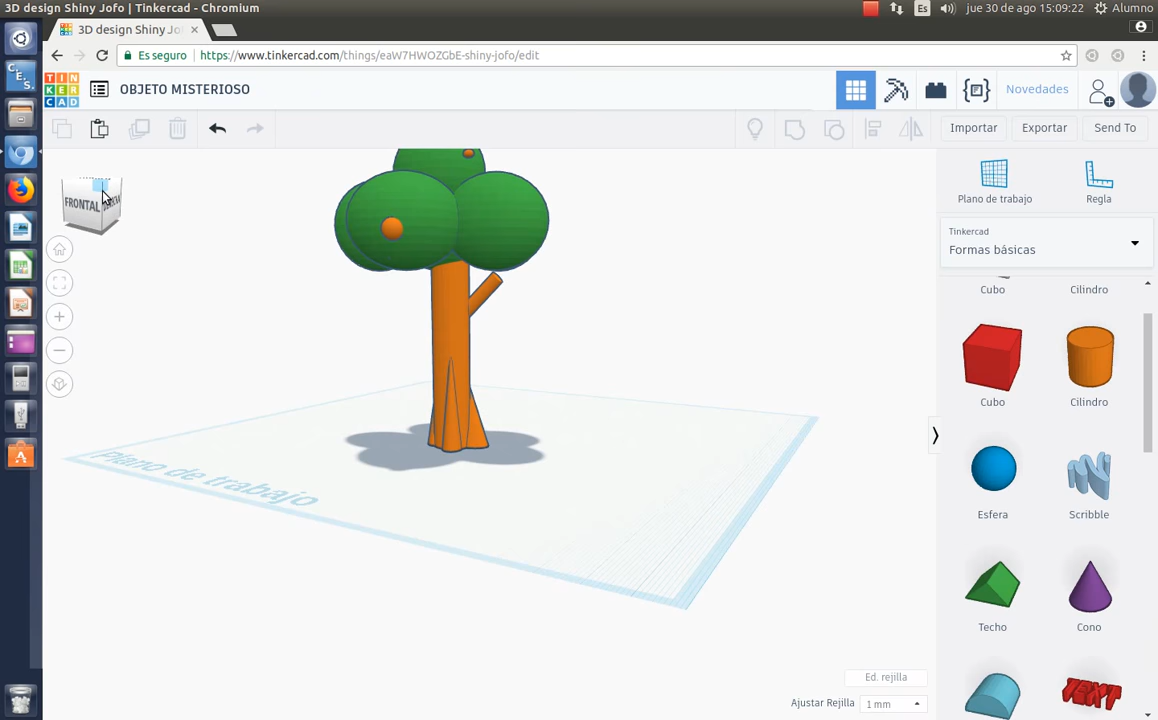 3D design Shiny Jofo | Tinkercad - Chromium
Es
jue 30 de ago 15:09:22
Alumno
3D design Shiny Jof
Es seguro
https://www.tinkercad.com/things/eaW7HWOZGbE-shiny-jofo/edit
TIN
KER
CAD
OBJETO MISTERIOSO
Novedades
Importar
Exportar
Send To
FRONTAL
Plano de trabajo
Regla
Tinkercad
Formas básicas
Cubo
Cilindro
Cubo
Cilindro
Esfera
Scribble
Techo
Cono
TEXT
Plano de trabajo
Ed. rejilla
Ajustar Rejilla
1 mm